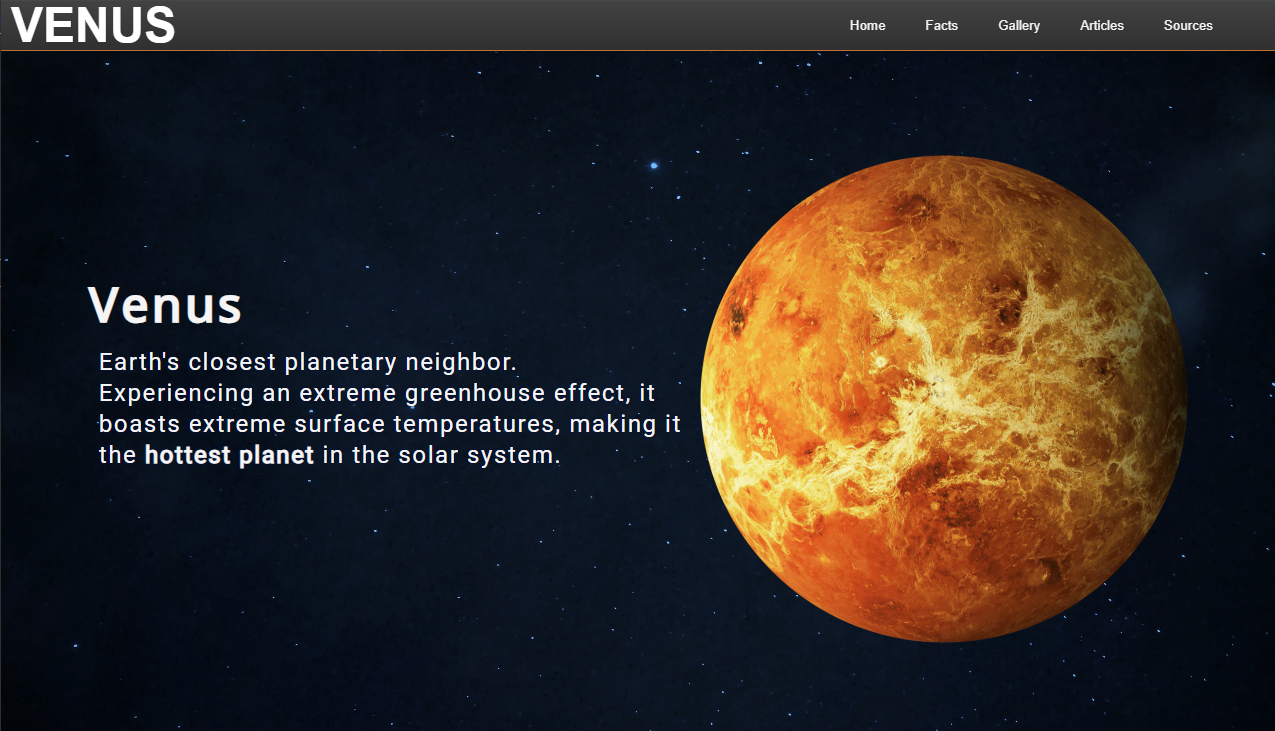 VENUS
Home Facts Gallery Articles Sources
Venus
Earth's closest planetary neighbor.
Experiencing an extreme greenhouse effect, it
boasts extreme surface temperatures, making it
the hottest planet in the solar system.